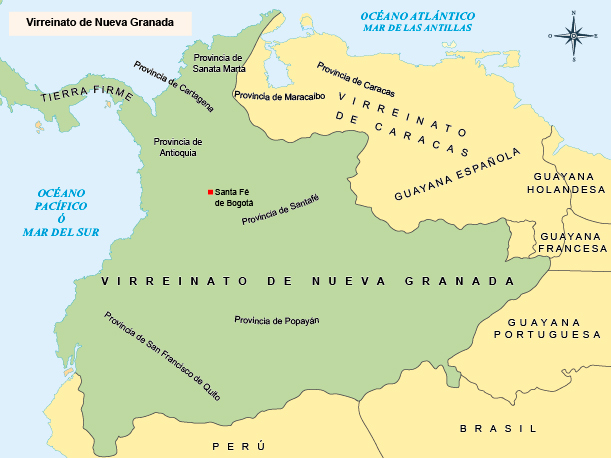 Virreinato de Nueva Granada
OCÉANO ATLÁNTICO
MAR DE LAS ANTILLAS
N
S
E
O
Provincia de
Sanata Marta
Provincia de Cartagena
TIERRA FIRME
Provincia de Caracas
Provincia de Maracaibo
VIRREINATO
DE CARACAS
Provincia de
Antioquia
GUAYANA ESPAÑOLA
GUAYANA
HOLANDESA
Santa Fé
de Bogotá
Provincia de Santafé
OCÉANO
PACÍFICO
Ó
MAR DEL SUR
GUAYANA
FRANCESA
VIRREINATO DE NUEVA GRANADA
Provincia de Popayán
Provincia de San Francisco de Quito
GUAYANA
PORTUGUESA
BRASIL
PERÚ